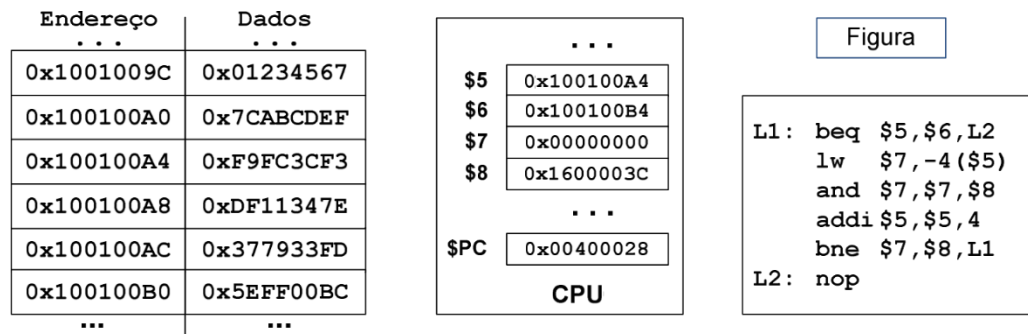 Endereço Dados
... ...
0x1001009C 0x01234567
0x100100A0 0x7CABCDEF
0x100100A4 0xF9FC3CF3
0x100100A8 0xDF11347E
0x100100AC 0x377933FD
0x100100B0 0x5EFF00BC
... ...
...
$5 0x100100A4
$6 0x100100B4
$7 0x00000000
$8 0x1600003C
...
$PC 0x00400028
CPU
Figura
L1: beq $5,$6,L2
lw $7,-4($5)
and $7,$7,$8
addi $5,$5,4
bne $7,$8,L1
L2: nop